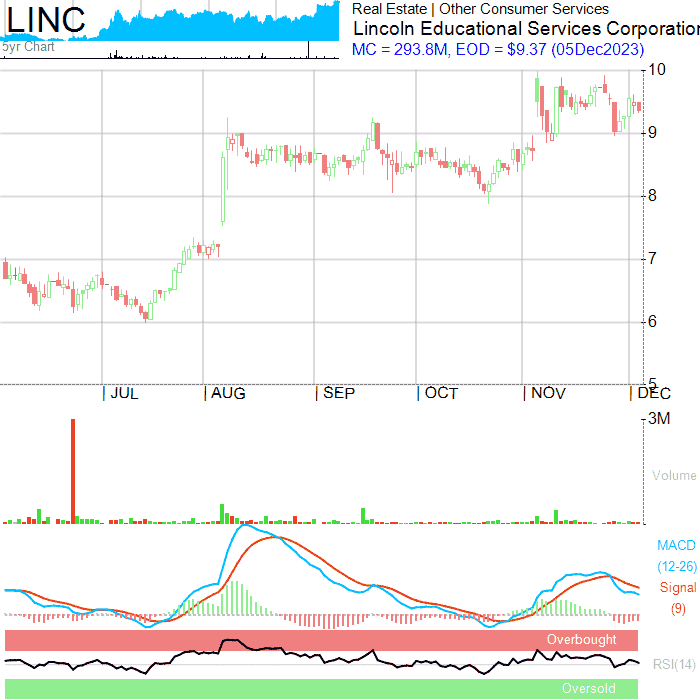 LINC
5yr Chart
Real Estate | Other Consumer Services
Lincoln Educational Services Corporation
MC = 293.8M, EOD = $9.37 (05Dec2023)
10
9
8
7
6
5
| JUL | AUG | SEP | OCT | NOV | DEC
3M
Volume
MACD
(12-26)
Signal
(9)
Overbought
RSI(14)
Oversold